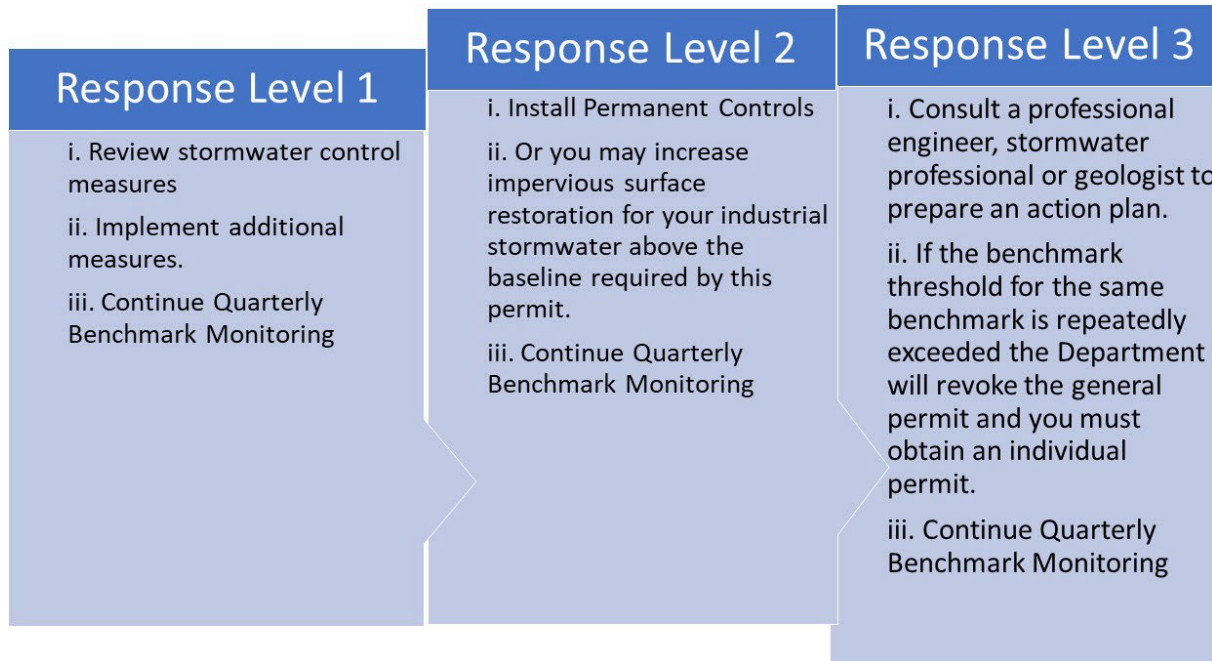 Response Level 1
i. Review stormwater control
measures
ii. Implement additional
measures.
iii. Continue Quarterly
Benchmark Monitoring
Response Level 2
i. Install Permanent Controls
ii. Or you may increase
impervious surface
restoration for your industrial
stormwater above the
baseline required by this
permit.
iii. Continue Quarterly
Benchmark Monitoring
Response Level 3
i. Consult a professional
engineer, stormwater
professional or geologist to
prepare an action plan.
ii. If the benchmark
threshold for the same
benchmark is repeatedly
exceeded the Department
will revoke the general
permit and you must
obtain an individual
permit.
iii. Continue Quarterly
Benchmark Monitoring